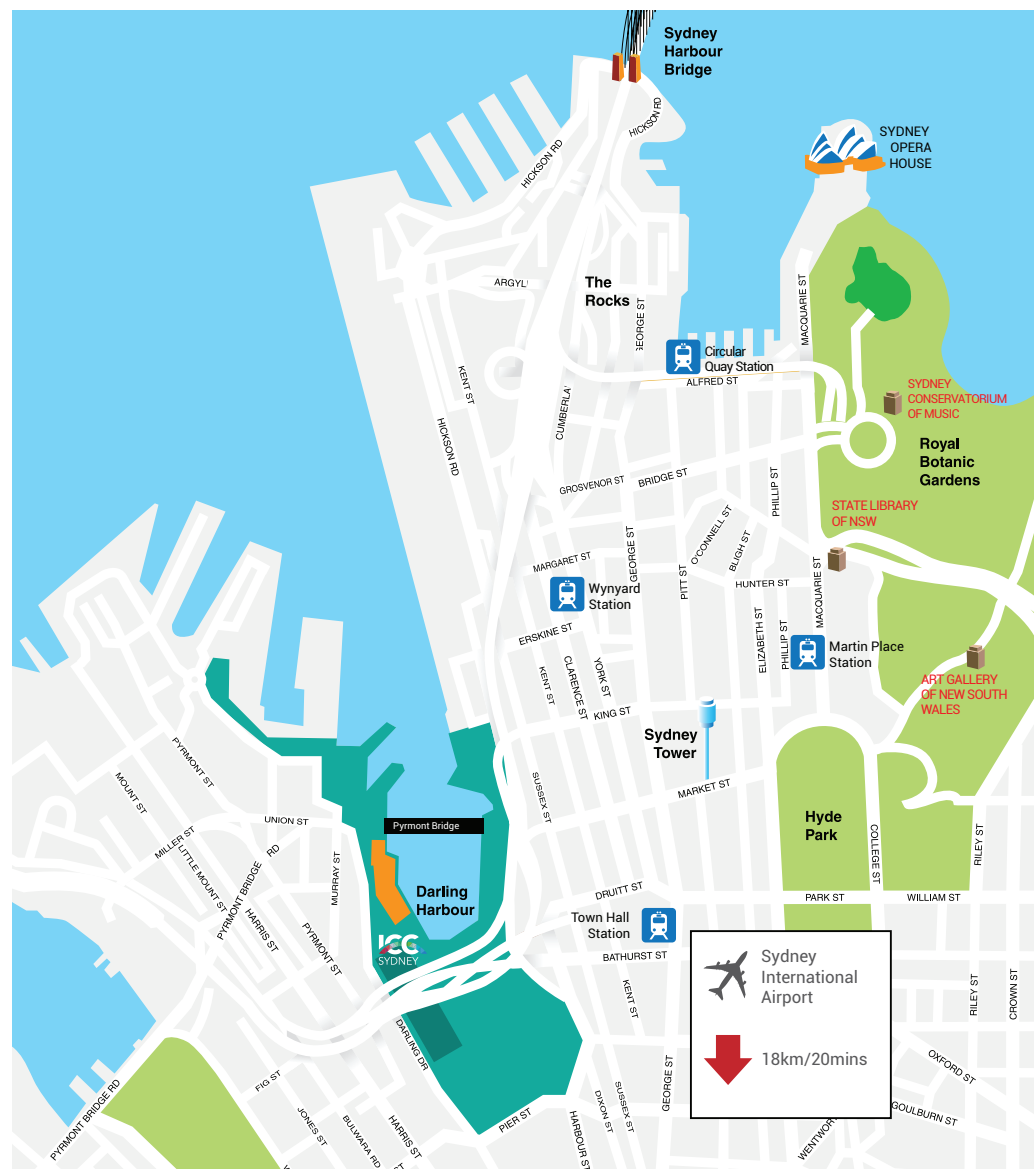 Sydney
Harbour
Bridge
HICKSON RD
HICKSON RD
SYDNEY
OPERA
HOUSE
ARGYL
The
Rocks
GEORGE ST
MACQUARIE ST
Circular
Quay Station
ALFRED ST
KENT ST
CUMBERLA
HICKSON RD
SYDNEY
CONSERVATORIUM
OF MUSIC
Royal
Botanic
Gardens
GROSVENOR ST
BRIDGE ST
PHILLIP ST
STATE LIBRARY
OF NSW
O'CONNELL ST
BLIGH ST
GEORGE ST
MARGARET ST
PITT ST
HUNTER ST
MACQUARIE ST
Wynyard
Station
ERSKINE ST
ELIZABETH ST
PHILLIP ST
Martin Place
Station
KENT ST
CLARENCE ST
YORK ST
KING ST
ART GALLERY
OF NEW SOUTH
WALES
Sydney
Tower
PYRMONT ST
MOUNT ST
SUSSEX ST
MARKET ST
UNION ST
Pyrmont Bridge
Hyde
Park
MILLER ST
LITTLE MOUNT ST
PYRMONT BRIDGE RD
MURRAY ST
COLLEGE ST
RILEY ST
Darling
Harbour
DRUITT ST
PARK ST
WILLIAM ST
HARRIS ST
PYRMONT ST
ICC
SYDNEY
Town Hall
Station
BATHURST ST
KENT ST
Sydney
International
Airport
18km/20mins
RILEY ST
CROWN ST
DARLING DR
OXFORD ST
GOULBURN ST
WENTWOR
GEORGE ST
SUSSEX ST
DIXON ST
HARBOUR ST
PIER ST
FIG ST
JONES ST
BULWARA RD
HARRIS ST
PYRMONT BRIDGE RD